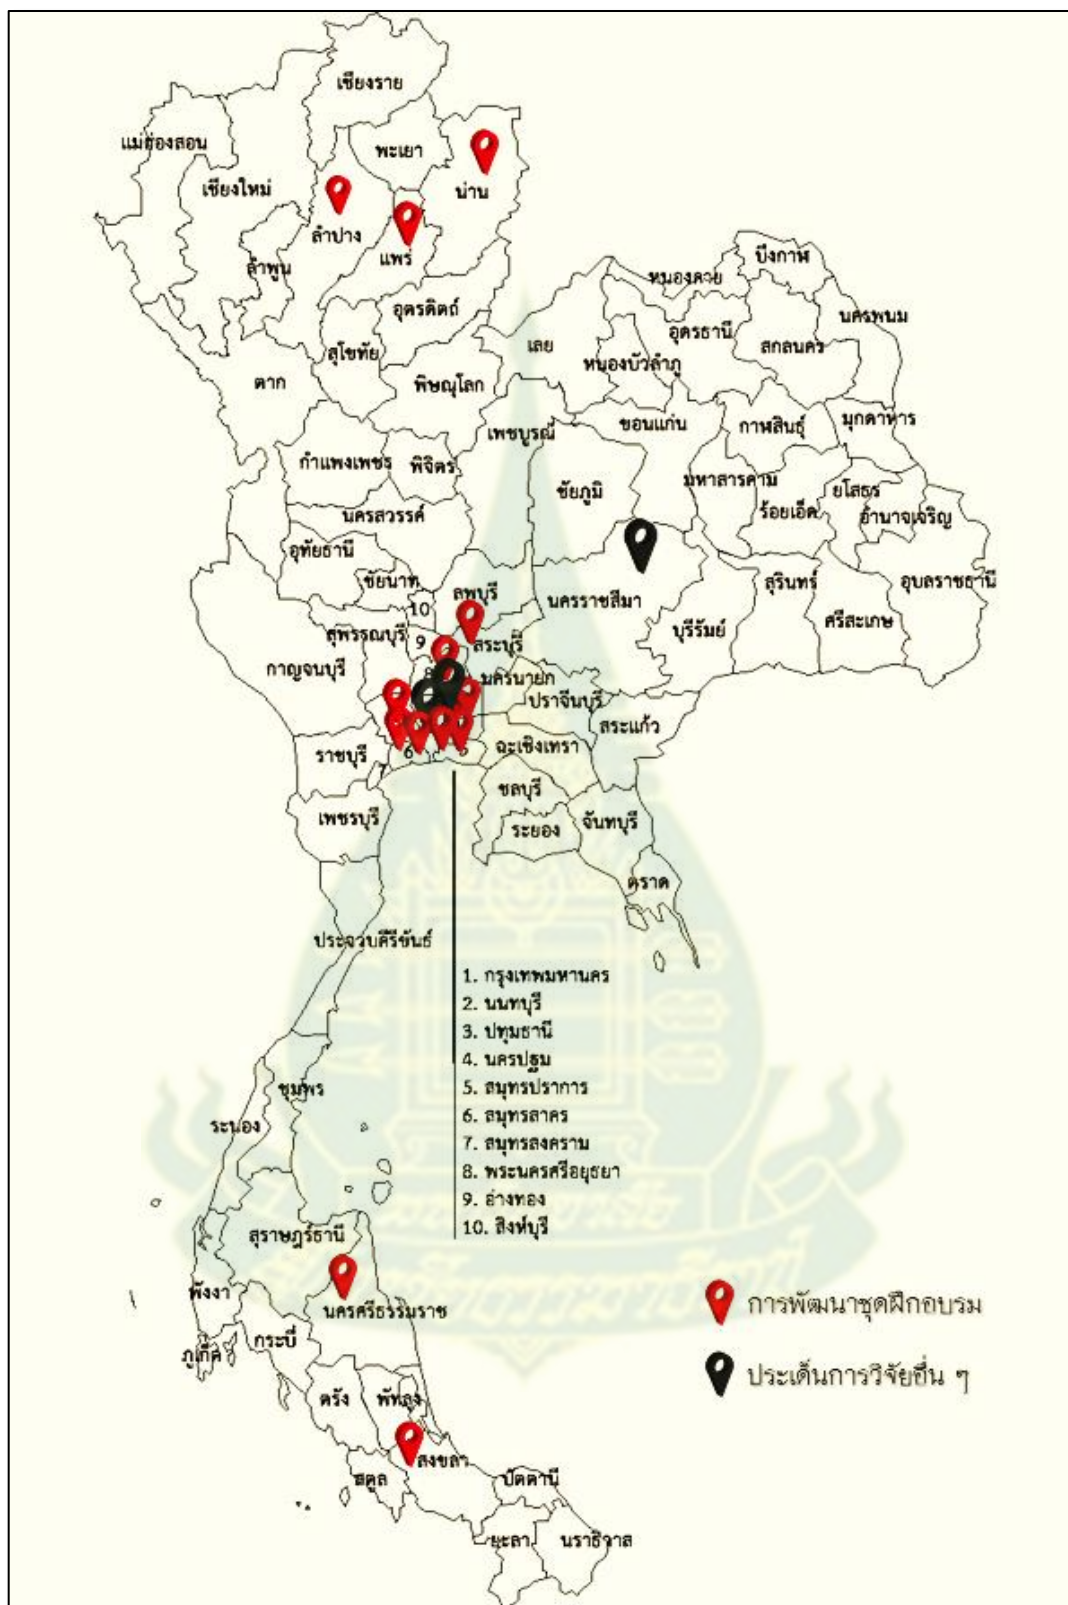 เชียงราย
แม่ฮ่องสอน
พะเยา
เชียงใหม่
น่าน
ลำปาง
แพร่
ลำพูน
บึงกาฬ
หนองคาย
อุตรดิตถ์
นครพนม
อุดรธานี
เลย
สกลนคร
สุโขทัย
หนองบัวลำภู
ตาก
พิษณุโลก
มุกดาหาร
ขอนแก่น
กาฬสินธุ์
เพชบูรณ์
กำแพงเพชร
พิจิตร
มหาสารคาม
ชัยภูมิ
ยโสธร
ร้อยเอ็ด
อำนาจเจริญ
นครสวรรค์
อุทัยธานี
ชัยนาท
สุรินทร์
อุบลราชธานี
ลพบุรี
นครราชสีมา
10
ศรีสะเกษ
บุรีรัมย์
สุพรรณบุรี
9
สระบุรี
กาญจนบุรี
8
นครนายก
ปราจีนบุรี
สระแก้ว
ราชบุรี
6
5
ฉะเชิงเทรา
7
ชลบุรี
เพชรบุรี
จันทบุรี
ระยอง
ตราด
ประจวบคีรีขันธ์
1. กรุงเทพมหานคร
2. นนทบุรี
3. ปทุมธานี
4. นครปฐม
5. สมุทรปราการ
6. สมุทรสาคร
7. สมุทรสงคราม
8. พระนครศรีอยุธยา
9. อ่างทอง
10. สิงห์บุรี
ชุมพร
ระนอง
สุราษฎร์ธานี
พังงา
นครศรีธรรมราช
กระบี่
ภูเก็ต
ตรัง
พัทลุง
สงขลา
สตูล
ปัตตานี
ยะลา
นราธิวาส
การพัฒนาชุดฝึกอบรม
ประเด็นการวิจัยอื่น ๆ